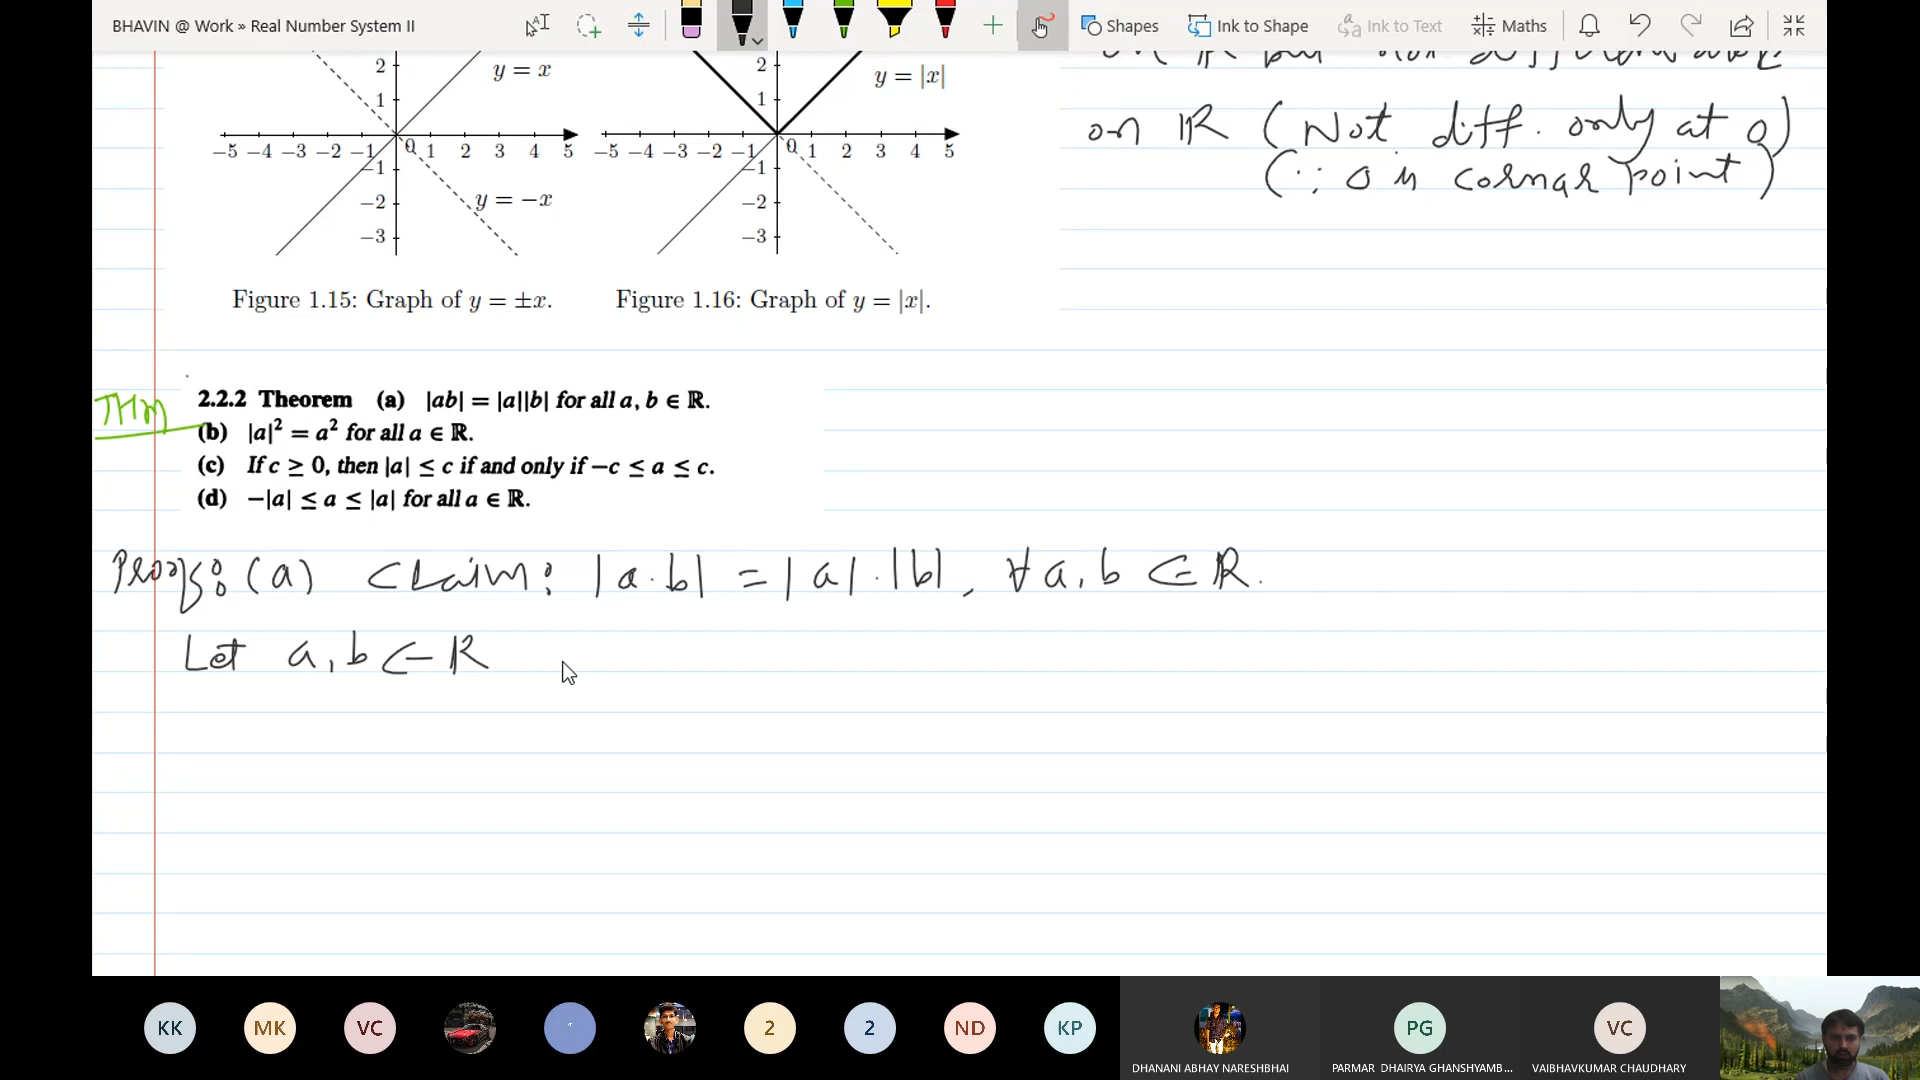 BHAVIN @ Work » Real Number System II
Shapes
Ink to Shape
Ink to Text
Maths
2
1
y = x
−5 −4 −3 −2 −1 0 1 2 3 4 5
−1
−2
−3
y = −x
2
1
y = |x|
−5 −4 −3 −2 −1 0 1 2 3 4 5
−1
−2
−3
on ℝ (Not diff. only at 0)
(∵ 0 is cornar point)
Figure 1.15: Graph of y = ±x.
Figure 1.16: Graph of y = |x|.
THM
2.2.2 Theorem (a) |ab| = |a||b| for all a, b ∈ ℝ.
(b) |a|² = a² for all a ∈ ℝ.
(c) If c ≥ 0, then |a| ≤ c if and only if −c ≤ a ≤ c.
(d) −|a| ≤ a ≤ |a| for all a ∈ ℝ.
Proofs: (a) Claim: |a·b| = |a|·|b|, ∀ a, b ∈ ℝ.
Let a, b ∈ ℝ
KK
MK
VC
2
2
ND
KP
DHANANI ABHAY NARESHBHAI
PG
PARMAR DHAIRYA GHANSHYAMB...
VC
VAIBHAVKUMAR CHAUDHARY